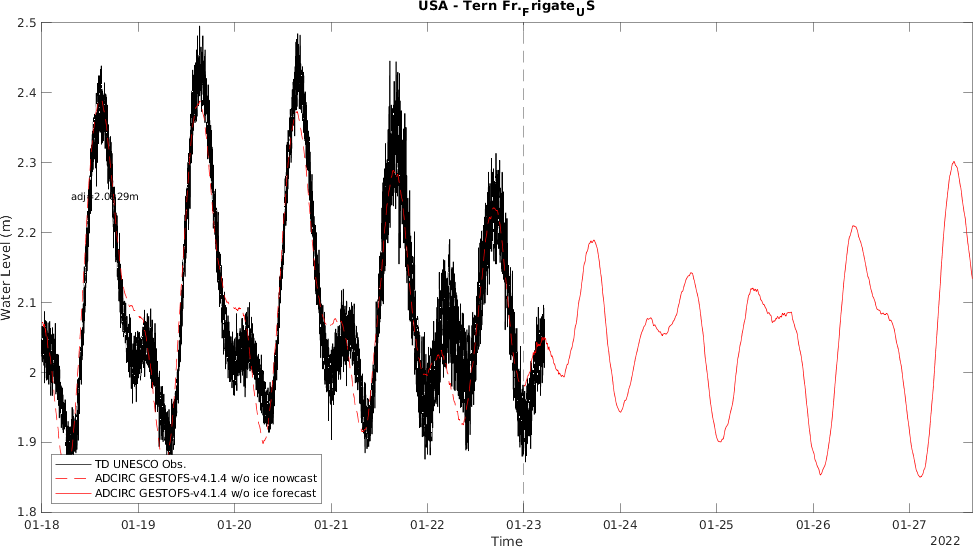 USA - Tern Fr.FrigateUS
2.5
2.4
2.3
2.2
2.1
2
1.9
1.8
Water Level (m)
TD UNESCO Obs.
ADCIRC GESTOFS-v4.1.4 w/o ice nowcast
ADCIRC GESTOFS-v4.1.4 w/o ice forecast
01-18 01-19 01-20 01-21 01-22 01-23 01-24 01-25 01-26 01-27
Time
2022